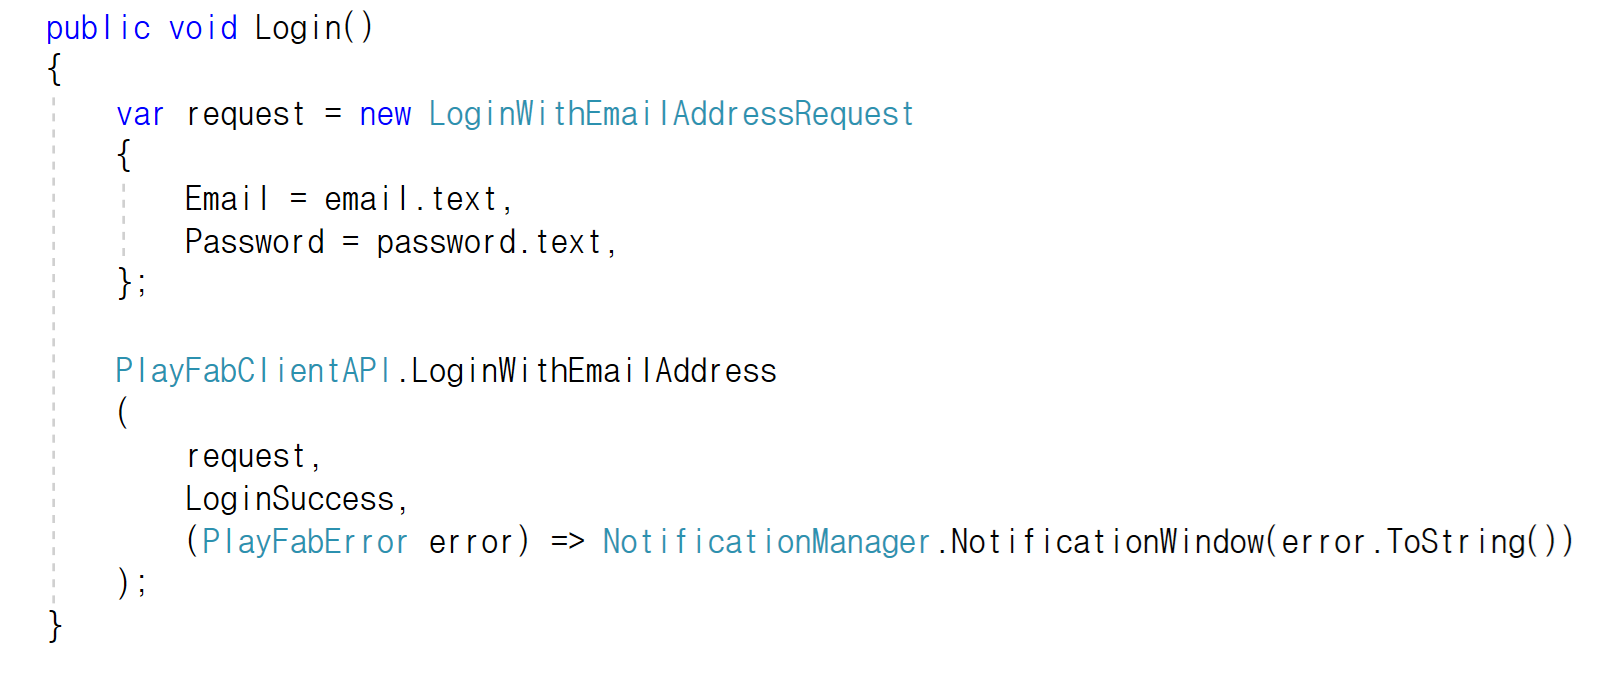 public void Login()
{
    var request = new LoginWithEmailAddressRequest
    {
        Email = email.text,
        Password = password.text,
    };

    PlayFabClientAPI.LoginWithEmailAddress
    (
        request,
        LoginSuccess,
        (PlayFabError error) => NotificationManager.NotificationWindow(error.ToString())
    );
}